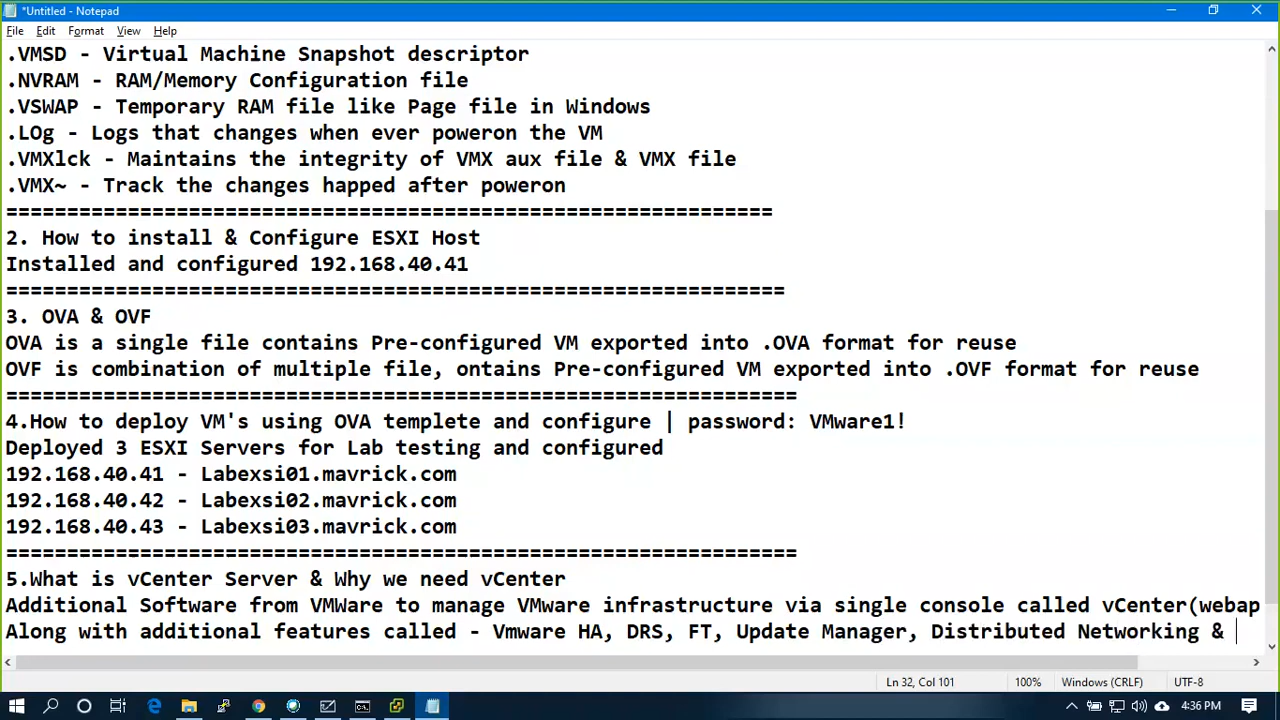 *Untitled - Notepad
File Edit Format View Help
.VMSD - Virtual Machine Snapshot descriptor
.NVRAM - RAM/Memory Configuration file
.VSWAP - Temporary RAM file like Page file in Windows
.LOg - Logs that changes when ever poweron the VM
.VMXlck - Maintains the integrity of VMX aux file & VMX file
.VMX~ - Track the changes happed after poweron
===============================================================
2. How to install & Configure ESXI Host
Installed and configured 192.168.40.41
================================================================
3. OVA & OVF
OVA is a single file contains Pre-configured VM exported into .OVA format for reuse
OVF is combination of multiple file, ontains Pre-configured VM exported into .OVF format for reuse
=================================================================
4.How to deploy VM's using OVA templete and configure | password: VMware1!
Deployed 3 ESXI Servers for Lab testing and configured
192.168.40.41 - Labexsi01.mavrick.com
192.168.40.42 - Labexsi02.mavrick.com
192.168.40.43 - Labexsi03.mavrick.com
=================================================================
5.What is vCenter Server & Why we need vCenter
Additional Software from VMWare to manage VMware infrastructure via single console called vCenter(webap
Along with additional features called - Vmware HA, DRS, FT, Update Manager, Distributed Networking &
Ln 32, Col 101 100% Windows (CRLF) UTF-8
4:36 PM